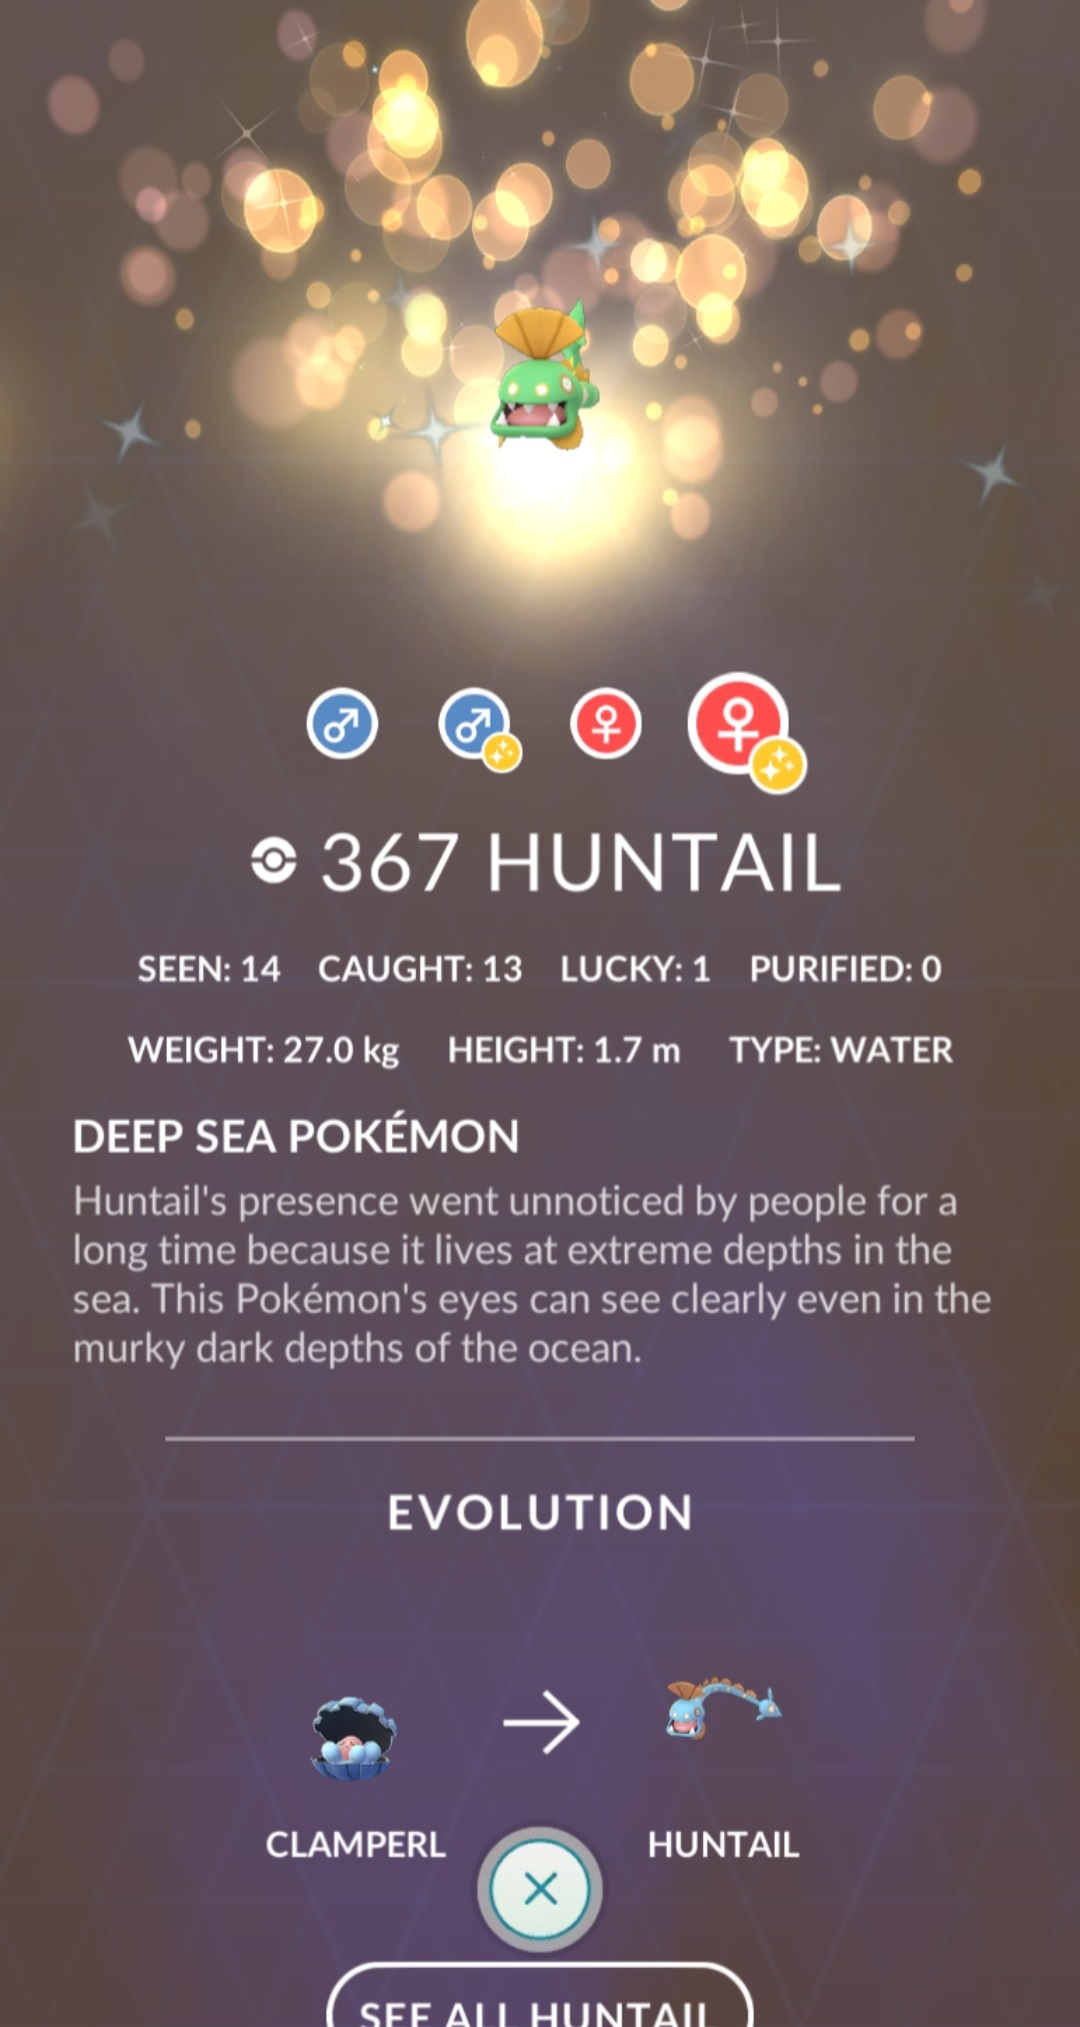 367 HUNTAIL
SEEN: 14 CAUGHT: 13 LUCKY: 1 PURIFIED: 0
WEIGHT: 27.0 kg HEIGHT: 1.7 m TYPE: WATER
DEEP SEA POKÉMON
Huntail's presence went unnoticed by people for a
long time because it lives at extreme depths in the
sea. This Pokémon's eyes can see clearly even in the
murky dark depths of the ocean.
EVOLUTION
CLAMPERL HUNTAIL
SEE ALL HUNTAIL